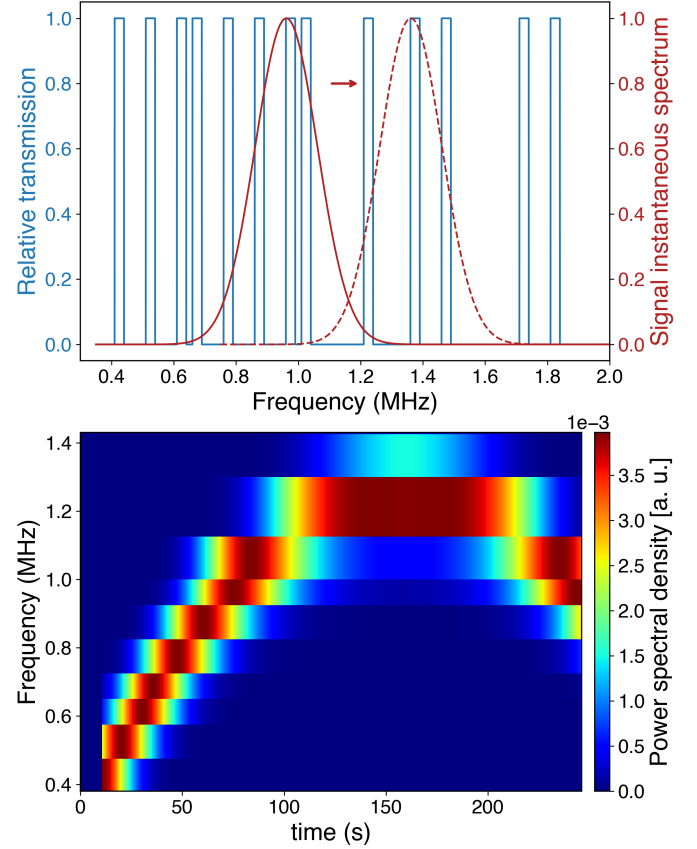 1.0
0.8
0.6
0.4
0.2
0.0
Relative transmission
1.0
0.8
0.6
0.4
0.2
0.0
Signal instantaneous spectrum
0.4 0.6 0.8 1.0 1.2 1.4 1.6 1.8 2.0
Frequency (MHz)
1e−3
1.4
1.2
1.0
0.8
0.6
0.4
Frequency (MHz)
3.5
3.0
2.5
2.0
1.5
1.0
0.5
0.0
Power spectral density [a. u.]
0 50 100 150 200
time (s)